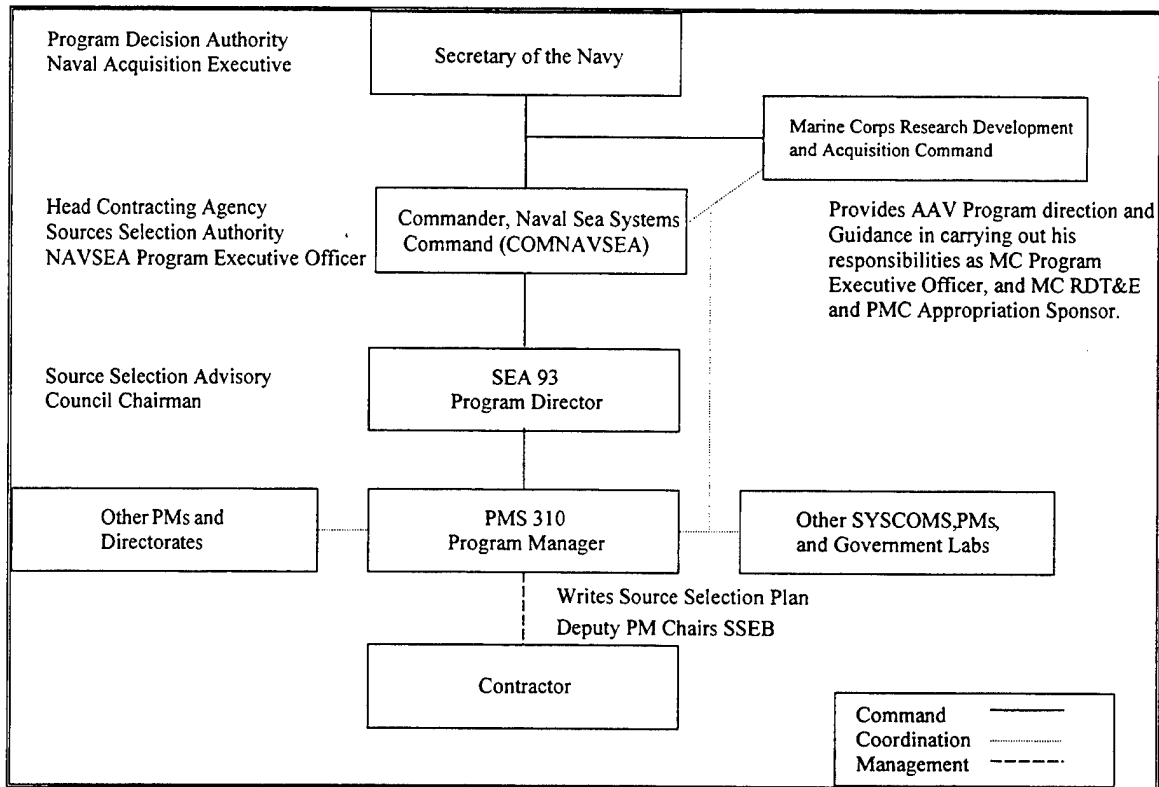 Program Decision Authority
Naval Acquisition Executive
Secretary of the Navy
Marine Corps Research Development
and Acquisition Command
Head Contracting Agency
Sources Selection Authority
NAVSEA Program Executive Officer
Commander, Naval Sea Systems
Command (COMNAVSEA)
Provides AAV Program direction and
Guidance in carrying out his
responsibilities as MC Program
Executive Officer, and MC RDT&E
and PMC Appropriation Sponsor.
Source Selection Advisory
Council Chairman
SEA 93
Program Director
Other PMs and
Directorates
PMS 310
Program Manager
Other SYSCOMS,PMs,
and Government Labs
Writes Source Selection Plan
Deputy PM Chairs SSEB
Contractor
Command
Coordination
Management